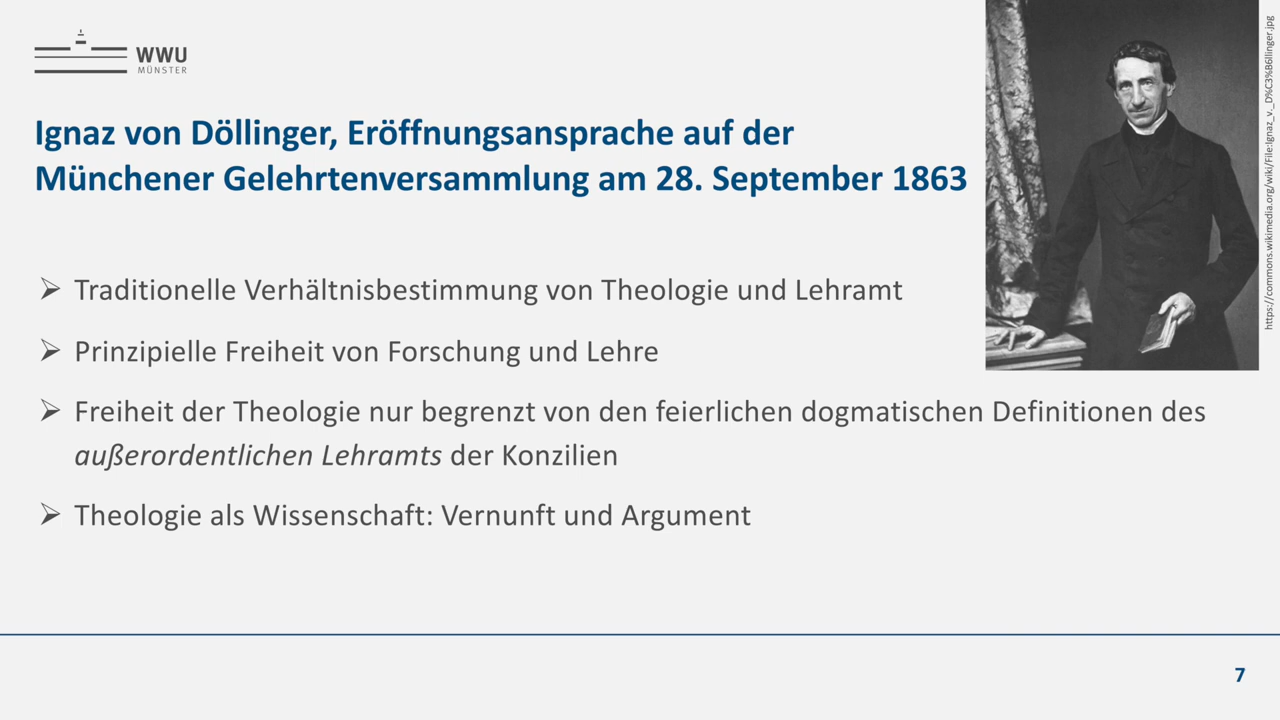 WWU
MÜNSTER
Ignaz von Döllinger, Eröffnungsansprache auf der
Münchener Gelehrtenversammlung am 28. September 1863
https://commons.wikimedia.org/wiki/File:Ignaz_v._D%C3%B6llinger.jpg
➢ Traditionelle Verhältnisbestimmung von Theologie und Lehramt
➢ Prinzipielle Freiheit von Forschung und Lehre
➢ Freiheit der Theologie nur begrenzt von den feierlichen dogmatischen Definitionen des
außerordentlichen Lehramts der Konzilien
➢ Theologie als Wissenschaft: Vernunft und Argument
7